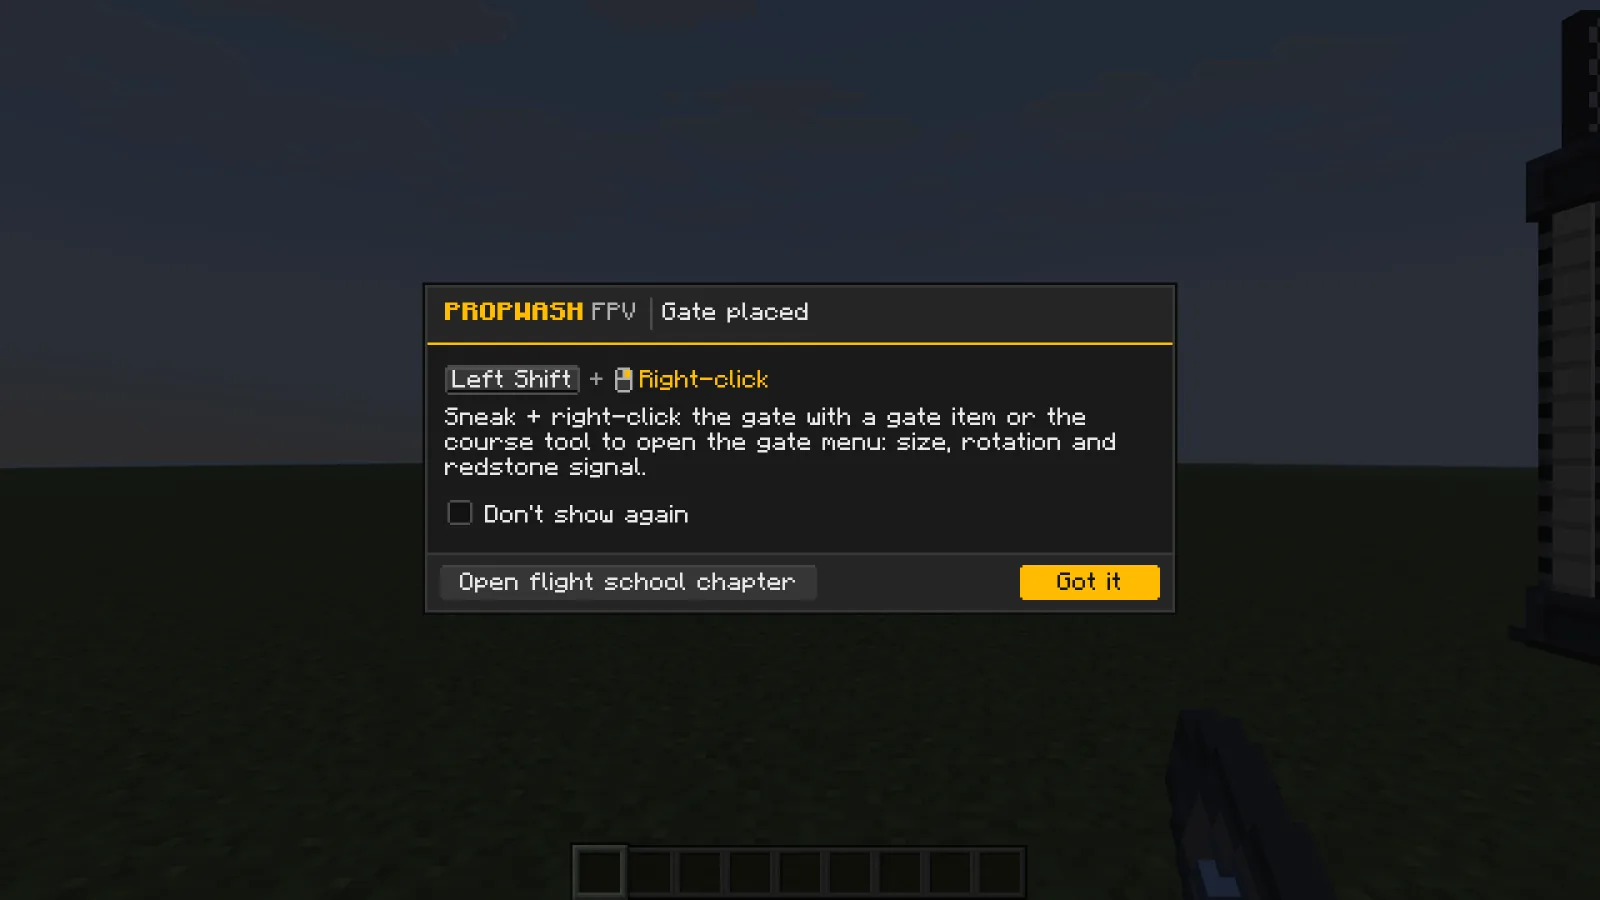 PROPWASH FPV | Gate placed
Left Shift + Right-click
Sneak + right-click the gate with a gate item or the
course tool to open the gate menu: size, rotation and
redstone signal.
Don't show again
Open flight school chapter
Got it